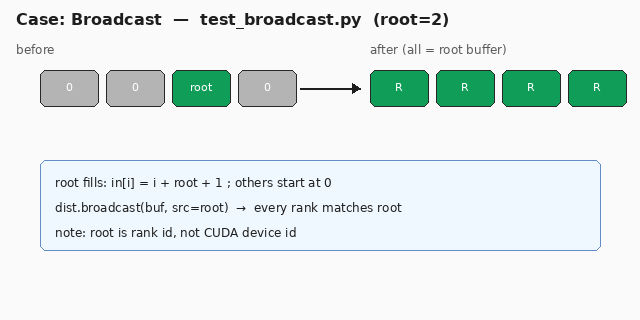 Case: Broadcast — test_broadcast.py (root=2)
before
after (all = root buffer)
0 0 root 0 R R R R
root fills: in[i] = i + root + 1 ; others start at 0
dist.broadcast(buf, src=root) → every rank matches root
note: root is rank id, not CUDA device id